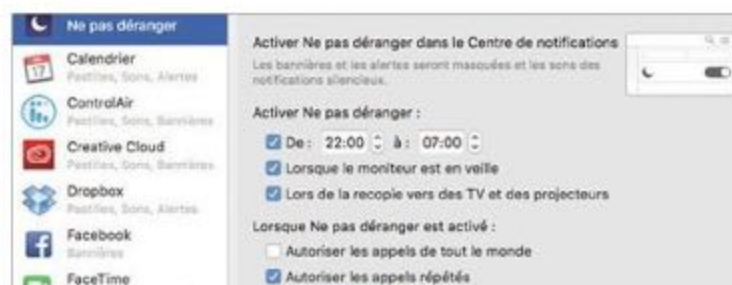 Ne pas déranger
Calendrier
Pastilles, Sons, Alertes
ControlAir
Pastilles, Sons, Bannières
Creative Cloud
Pastilles, Sons, Bannières
Dropbox
Pastilles, Sons, Alertes
Facebook
Bannières
FaceTime
Activer Ne pas déranger dans le Centre de notifications
Les bannières et les alertes seront masquées et les sons des
notifications silencieux.
Activer Ne pas déranger :
De : 22:00 à : 07:00
Lorsque le moniteur est en veille
Lors de la recopie vers des TV et des projecteurs
Lorsque Ne pas déranger est activé :
Autoriser les appels de tout le monde
Autoriser les appels répétés
17